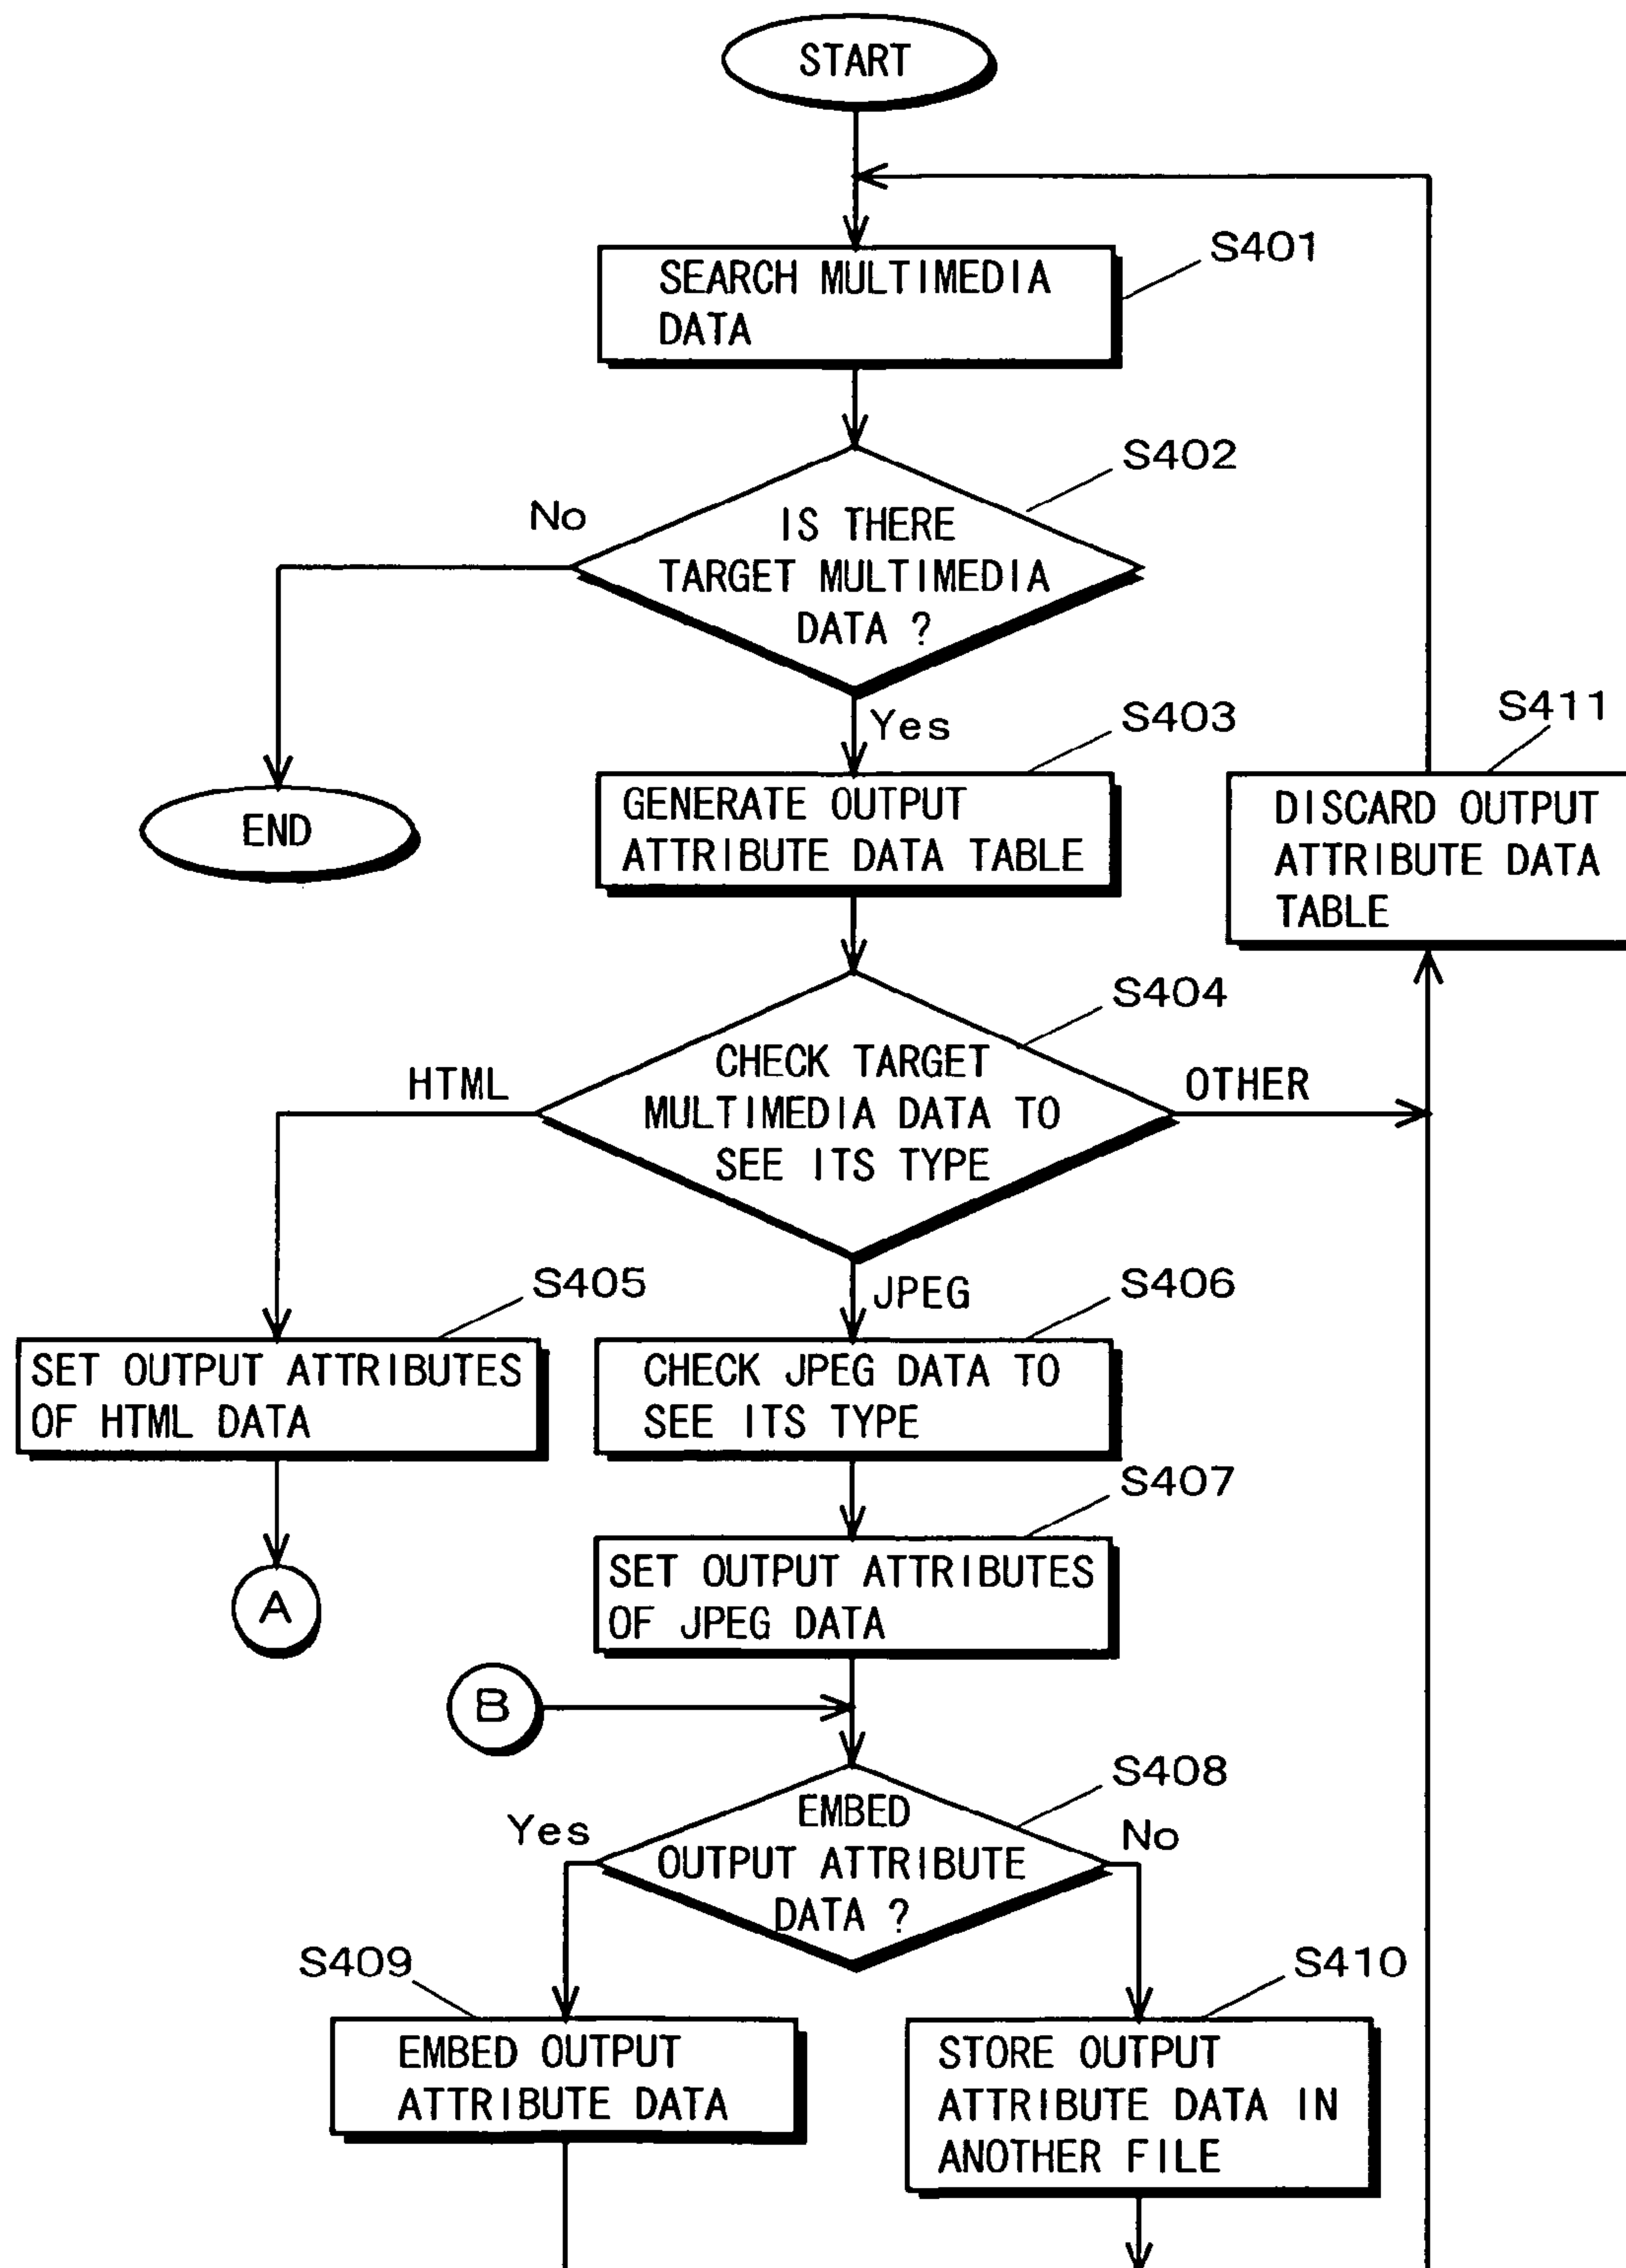 START
S401
SEARCH MULTIMEDIA
DATA
S402
No
IS THERE
TARGET MULTIMEDIA
DATA ?
Yes
S403
S411
GENERATE OUTPUT
ATTRIBUTE DATA TABLE
DISCARD OUTPUT
ATTRIBUTE DATA
TABLE
END
S404
HTML
CHECK TARGET
MULTIMEDIA DATA TO
SEE ITS TYPE
OTHER
JPEG
S405
S406
SET OUTPUT ATTRIBUTES
OF HTML DATA
CHECK JPEG DATA TO
SEE ITS TYPE
S407
SET OUTPUT ATTRIBUTES
OF JPEG DATA
A
B
S408
Yes
EMBED
OUTPUT ATTRIBUTE
DATA ?
No
S409
S410
EMBED OUTPUT
ATTRIBUTE DATA
STORE OUTPUT
ATTRIBUTE DATA IN
ANOTHER FILE